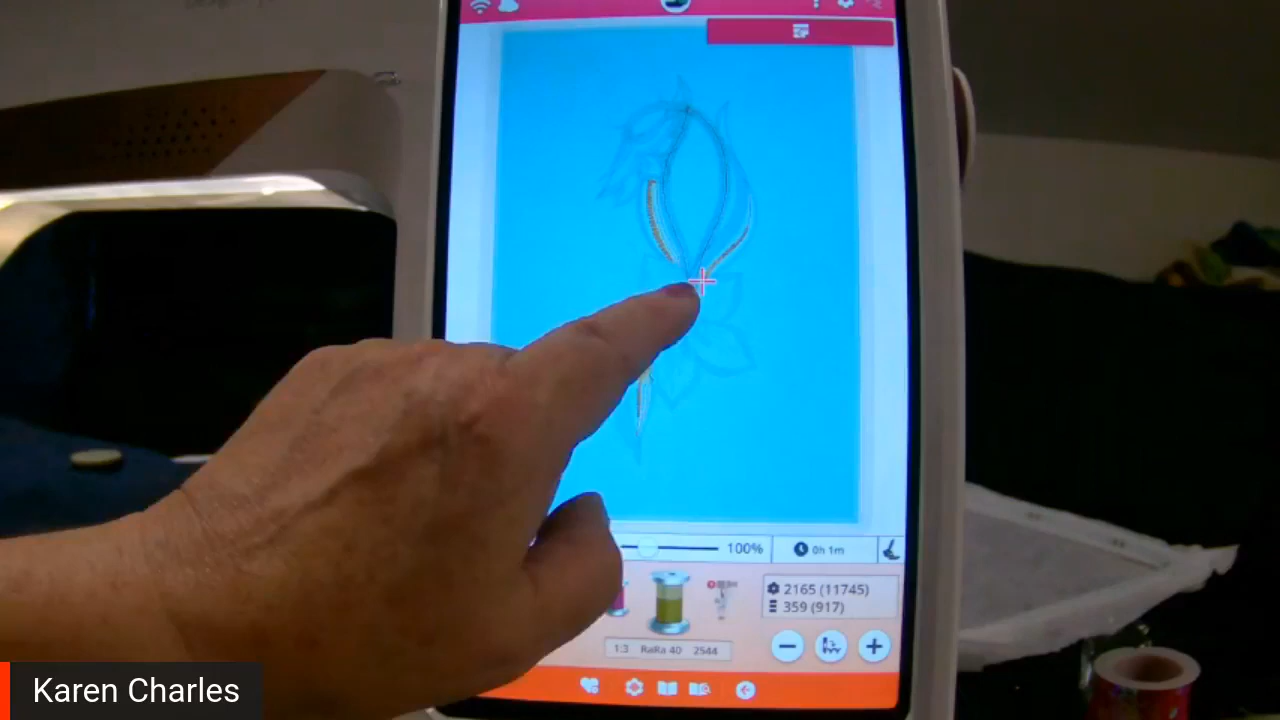 100%
0h 1m
2165 (11745)
359 (917)
1:3 RaRa 40 2544
Karen Charles